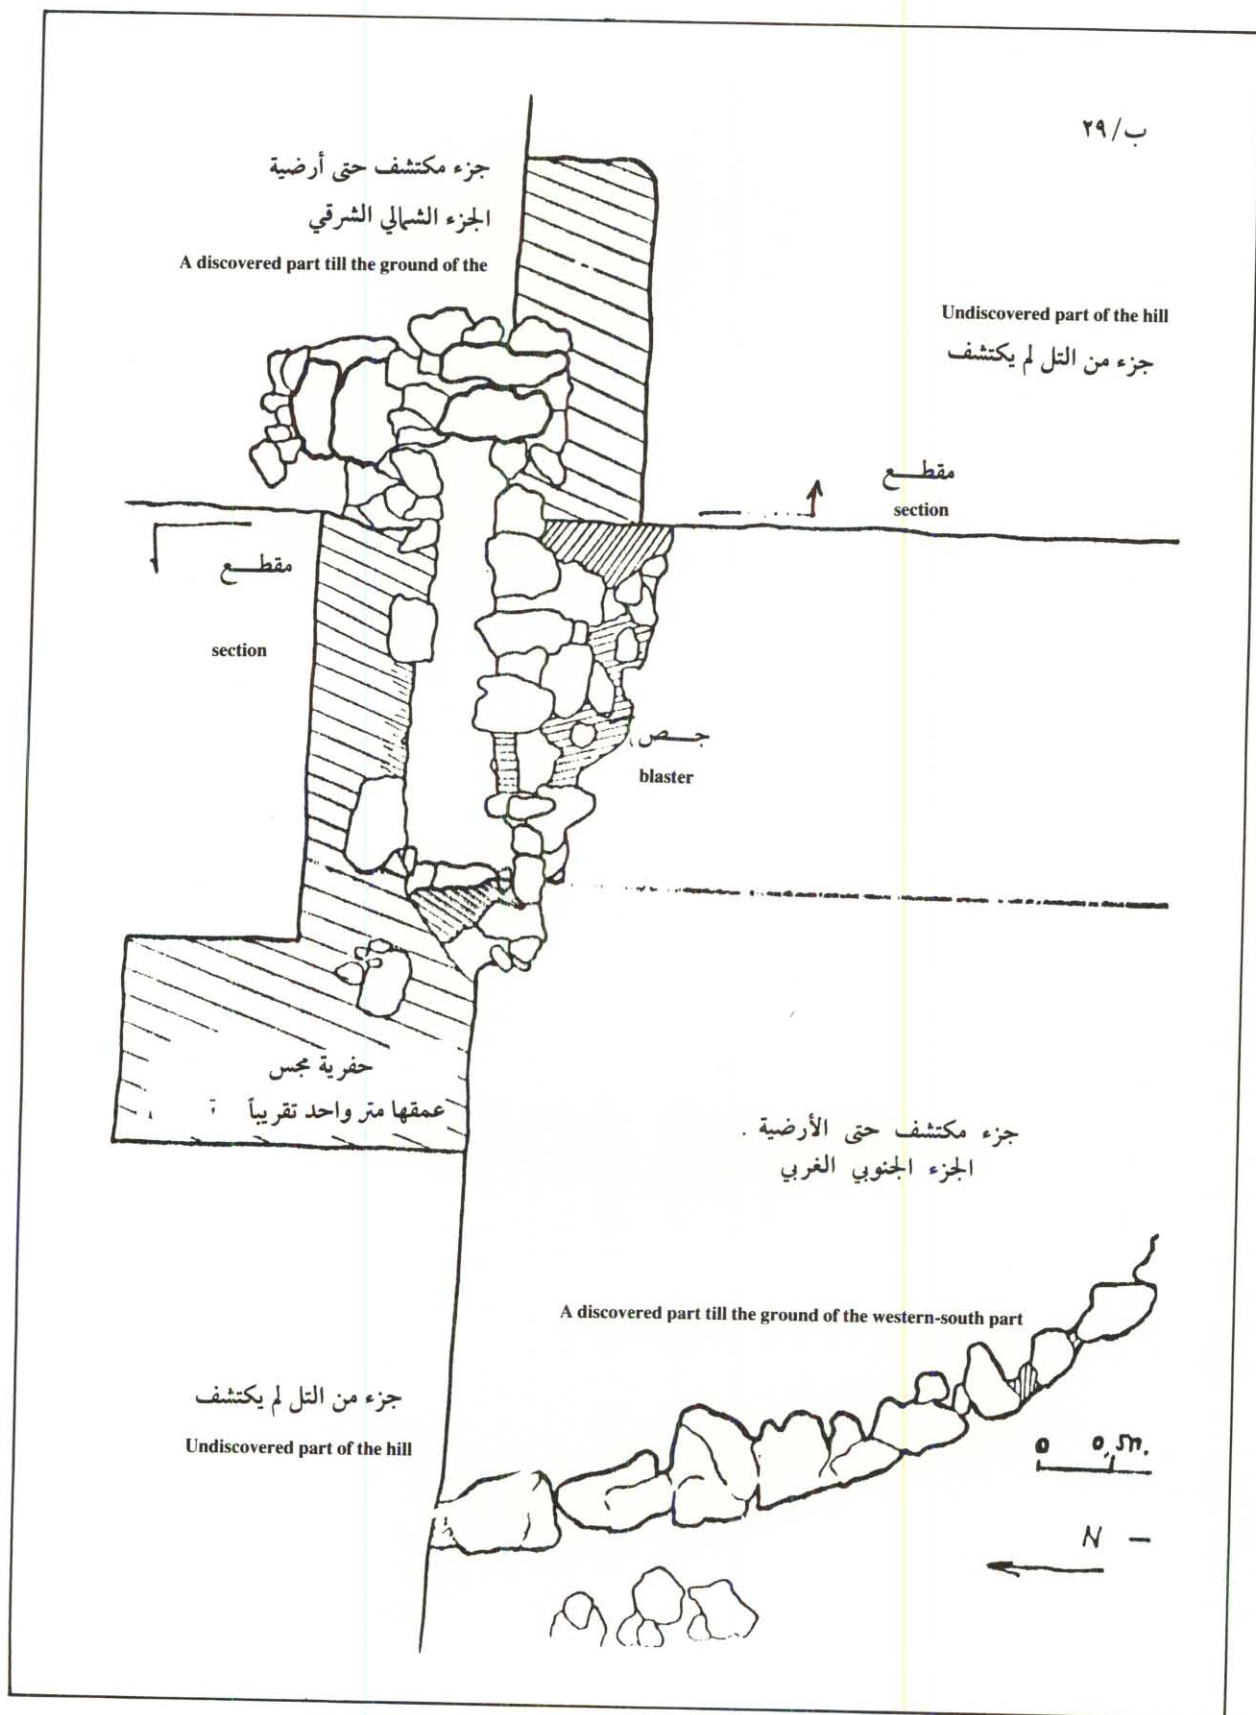 ب/٢٩
جزء مكتشف حتى أرضية
الجزء الشمالي الشرقي
A discovered part till the ground of the
Undiscovered part of the hill
جزء من التل لم يكتشف
مقطع
section
مقطع
section
جص
blaster
حفرية مجس
عمقها متر واحد تقريباً
جزء مكتشف حتى الأرضية .
الجزء الجنوبي الغربي
A discovered part till the ground of the western-south part
جزء من التل لم يكتشف
Undiscovered part of the hill
0 0,5m.
N